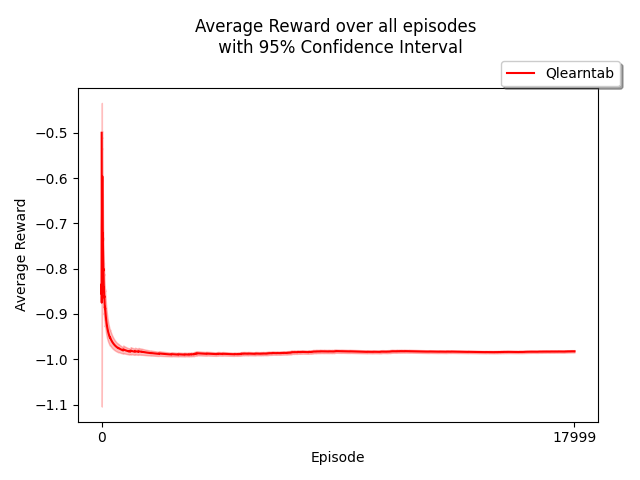 Average Reward over all episodes
with 95% Confidence Interval
Qlearntab
−0.5
−0.6
−0.7
−0.8
−0.9
−1.0
−1.1
Average Reward
0
17999
Episode